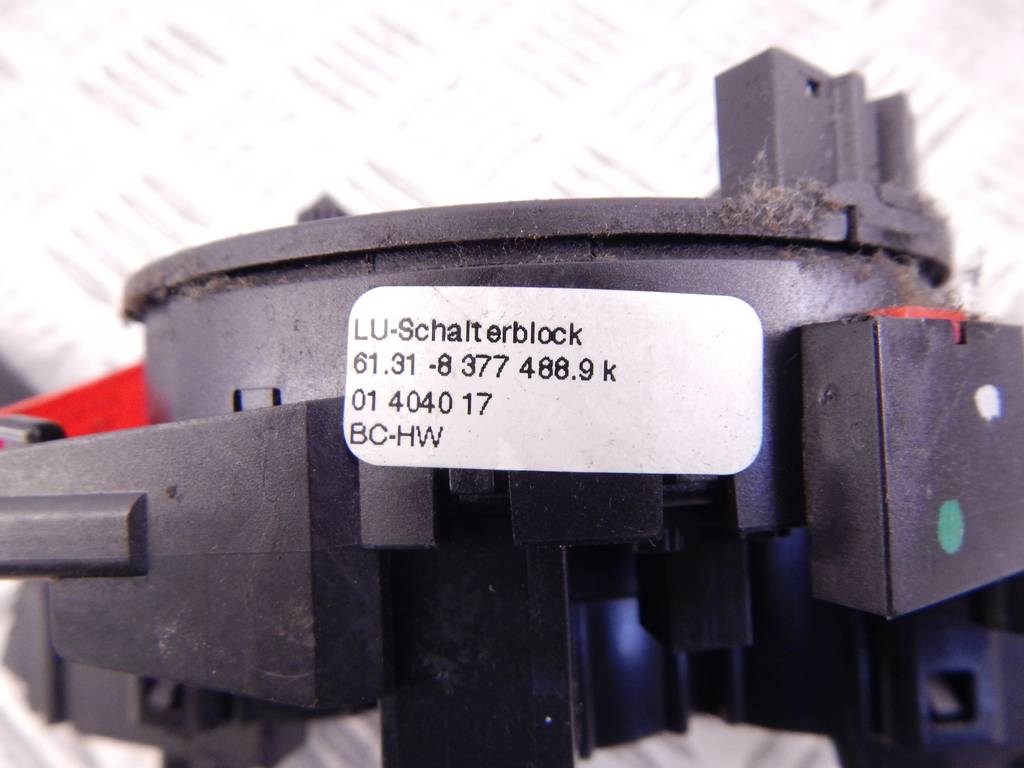 LU-Schalterblock
61.31 -8 377 488.9 k
01 4040 17
BC-HW